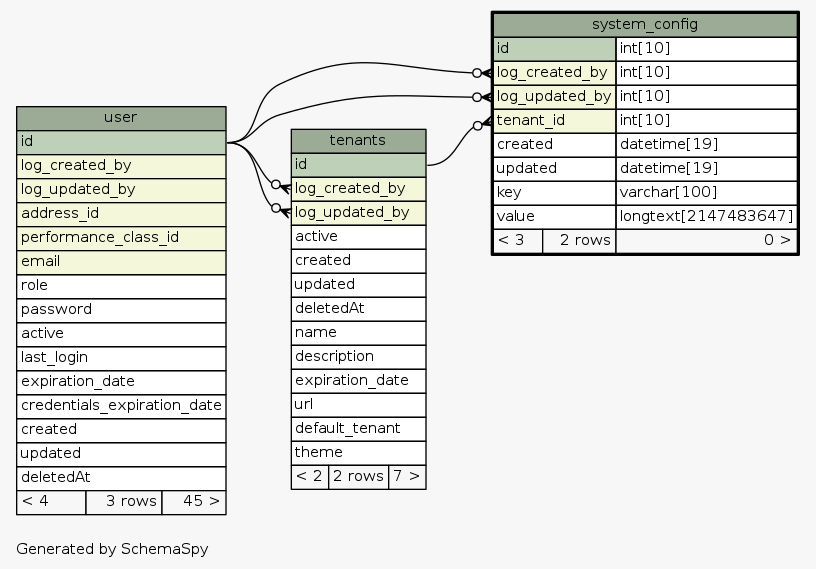 system_config
id int[10]
log_created_by int[10]
log_updated_by int[10]
tenant_id int[10]
created datetime[19]
updated datetime[19]
key varchar[100]
value longtext[2147483647]
< 3 2 rows 0 >
user
id
log_created_by
log_updated_by
address_id
performance_class_id
email
role
password
active
last_login
expiration_date
credentials_expiration_date
created
updated
deletedAt
< 4 3 rows 45 >
tenants
id
log_created_by
log_updated_by
active
created
updated
deletedAt
name
description
expiration_date
url
default_tenant
theme
< 2 2 rows 7 >
Generated by SchemaSpy